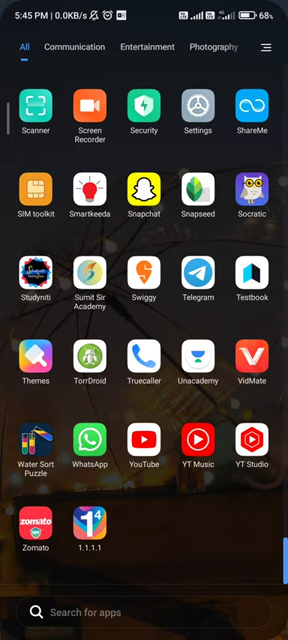 5:45 PM | 0.0KB/s 68%
All Communication Entertainment Photography
Scanner
Screen
Recorder
Security
Settings
ShareMe
SIM toolkit
Smartkeeda
Snapchat
Snapseed
Socratic
Studyniti
Sumit Sir
Academy
Swiggy
Telegram
Testbook
Themes
TorrDroid
Truecaller
Unacademy
VidMate
Water Sort
Puzzle
WhatsApp
YouTube
YT Music
YT Studio
zomato
Zomato
1⁴
1.1.1.1
Search for apps